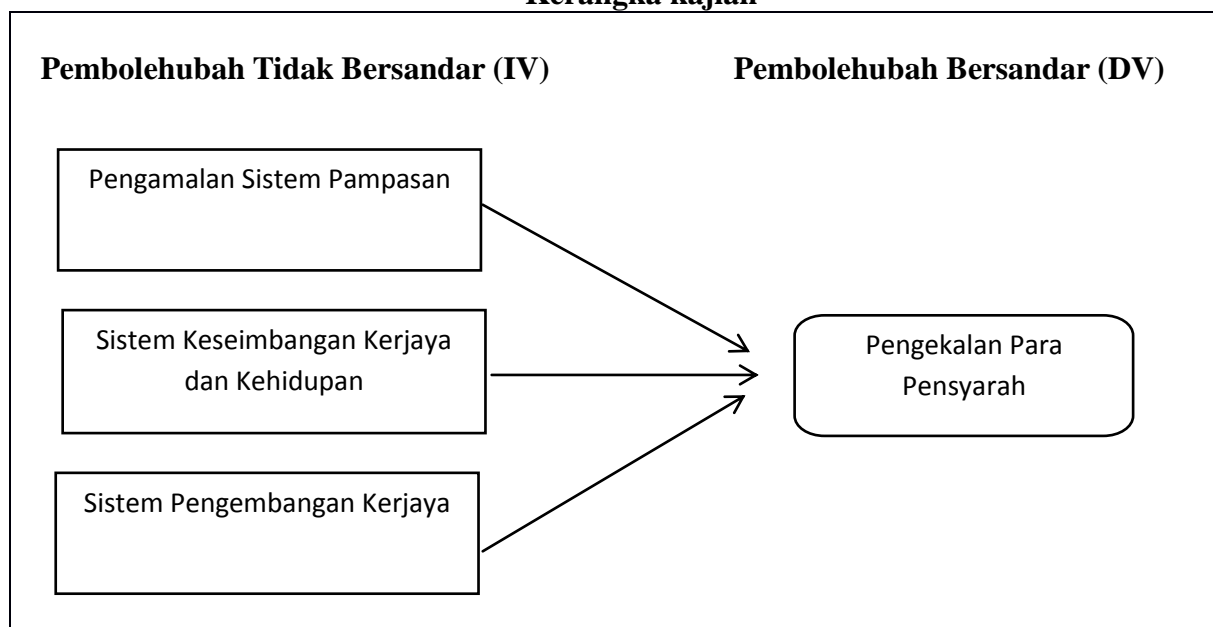 Kerangka kajian
Pembolehubah Tidak Bersandar (IV)
Pembolehubah Bersandar (DV)
Pengamalan Sistem Pampasan
Sistem Keseimbangan Kerjaya
dan Kehidupan
Sistem Pengembangan Kerjaya
Pengekalan Para
Pensyarah